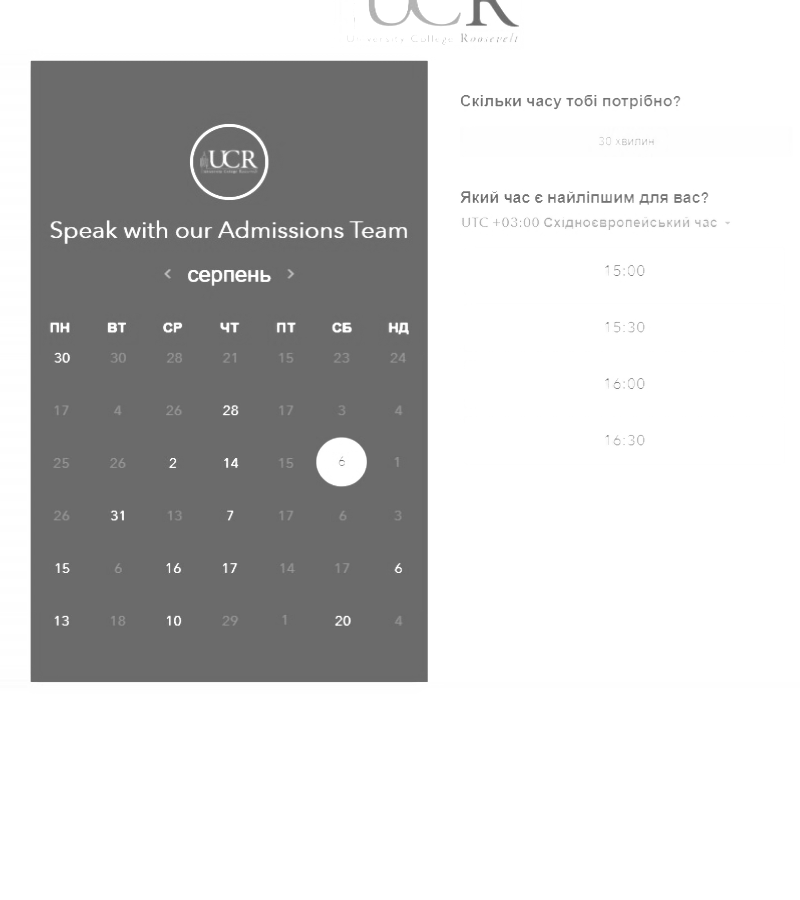 UCR
University College Roosevelt
UCR
Speak with our Admissions Team
серпень
ПН ВТ СР ЧТ ПТ СБ НД
30 30 28 21 15 23 24
17 4 26 28 17 3 4
25 26 2 14 15 6 1
26 31 13 7 17 6 3
15 6 16 17 14 17 6
13 18 10 29 1 20 4
Скільки часу тобі потрібно?
30 хвилин
Який час є найліпшим для вас?
UTC +03:00 Східноєвропейський час
15:00
15:30
16:00
16:30